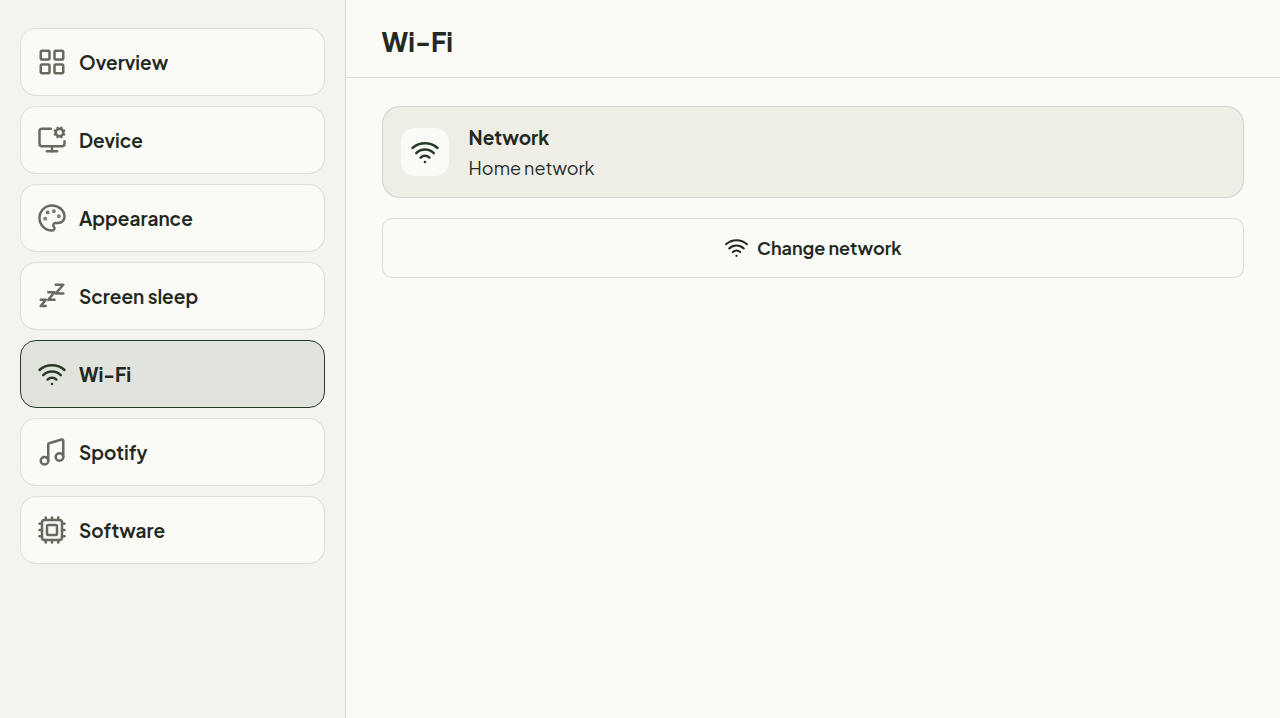 Overview
Device
Appearance
Screen sleep
Wi-Fi
Spotify
Software
Wi-Fi
Network
Home network
Change network